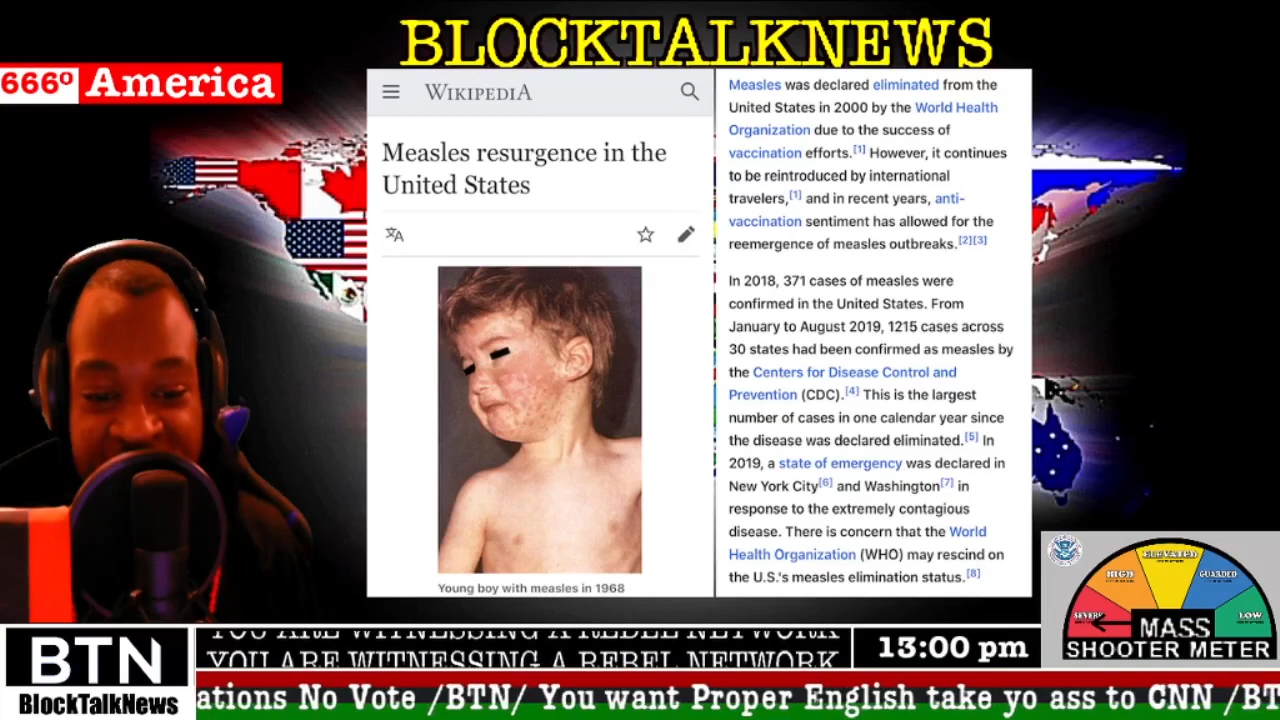 BLOCKTALKNEWS
666º America
WIKIPEDIA
Measles resurgence in the
United States
Young boy with measles in 1968
Measles was declared eliminated from the
United States in 2000 by the World Health
Organization due to the success of
vaccination efforts.[1] However, it continues
to be reintroduced by international
travelers,[1] and in recent years, anti-
vaccination sentiment has allowed for the
reemergence of measles outbreaks.[2][3]
In 2018, 371 cases of measles were
confirmed in the United States. From
January to August 2019, 1215 cases across
30 states had been confirmed as measles by
the Centers for Disease Control and
Prevention (CDC).[4] This is the largest
number of cases in one calendar year since
the disease was declared eliminated.[5] In
2019, a state of emergency was declared in
New York City[6] and Washington[7] in
response to the extremely contagious
disease. There is concern that the World
Health Organization (WHO) may rescind on
the U.S.'s measles elimination status.[8]
SEVERE
HIGH
ELEVATED
GUARDED
LOW
MASS
SHOOTER METER
BTN
BlockTalkNews
YOU ARE WITNESSING A REBEL NETWORK
YOU ARE WITNESSING A REBEL NETWORK
13:00 pm
ations No Vote /BTN/ You want Proper English take yo ass to CNN /BT